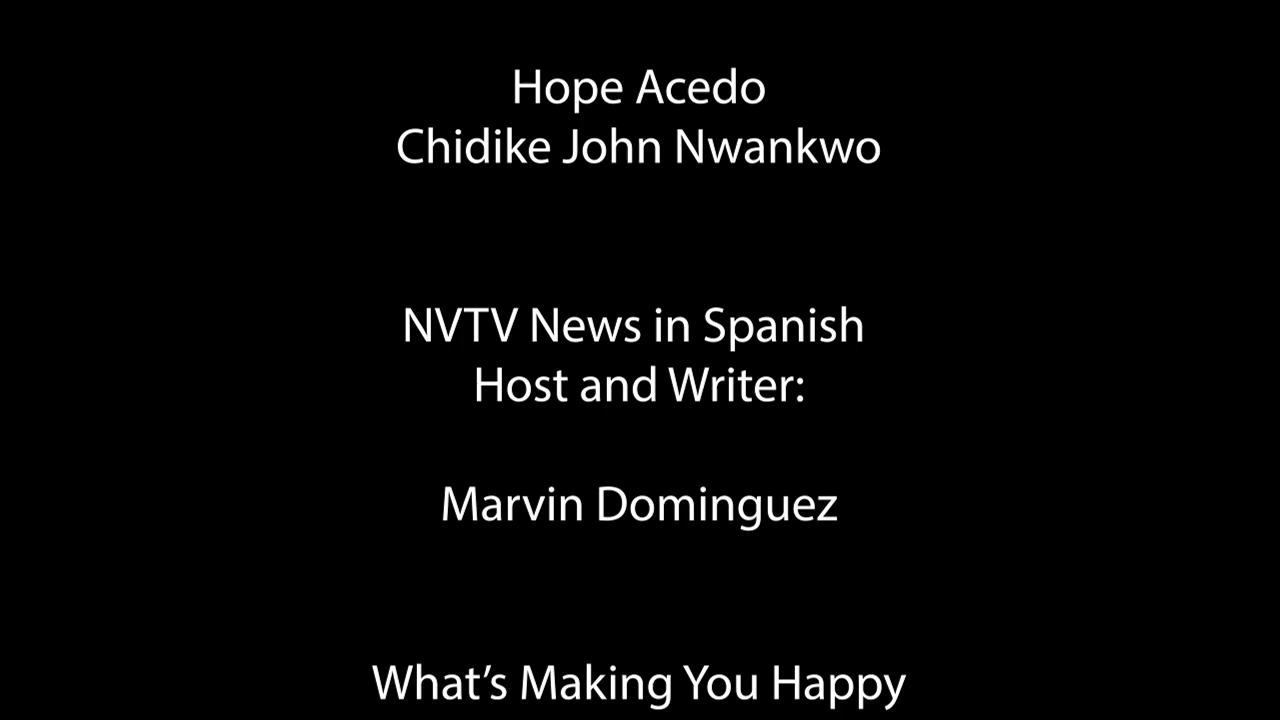 Hope Acedo
Chidike John Nwankwo
NVTV News in Spanish
Host and Writer:
Marvin Dominguez
What’s Making You Happy